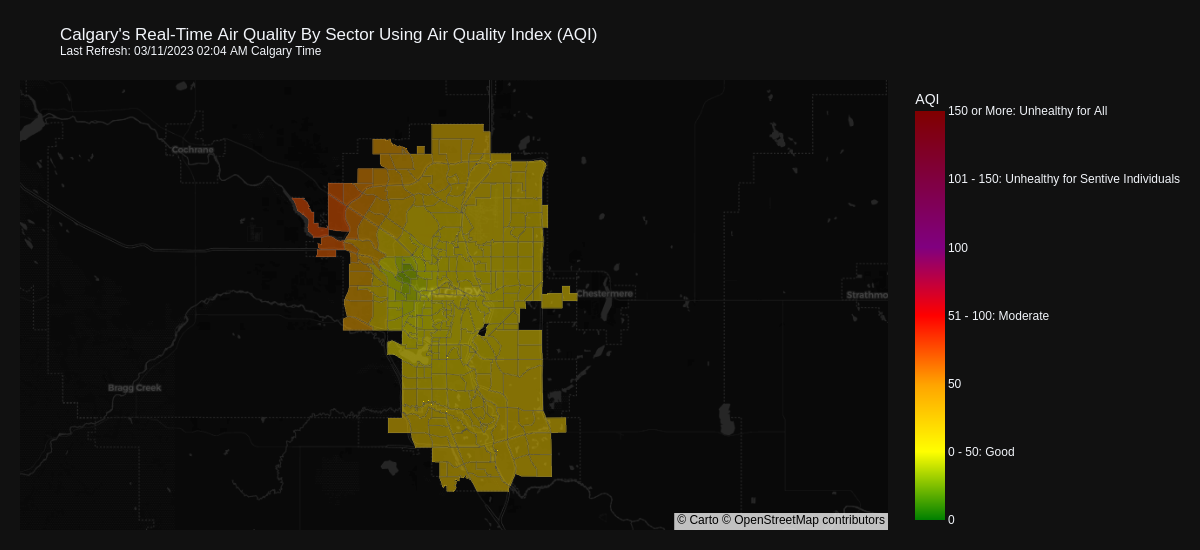 Calgary's Real-Time Air Quality By Sector Using Air Quality Index (AQI)
Last Refresh: 03/11/2023 02:04 AM Calgary Time
AQI
150 or More: Unhealthy for All
Cochrane
101 - 150: Unhealthy for Sentive Individuals
100
Chestermere
Strathmo
51 - 100: Moderate
50
Bragg Creek
0 - 50: Good
0
© Carto © OpenStreetMap contributors